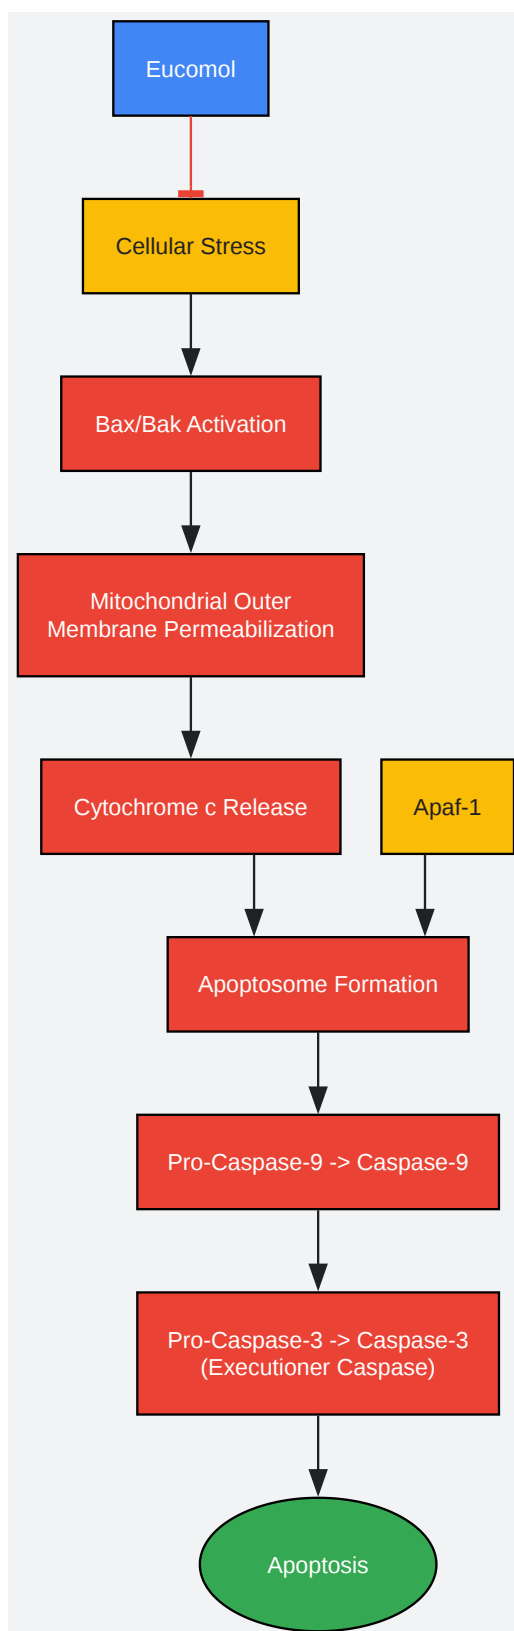 Eucomol
Cellular Stress
Bax/Bak Activation
Mitochondrial Outer
Membrane Permeabilization
Cytochrome c Release
Apaf-1
Apoptosome Formation
Pro-Caspase-9 -> Caspase-9
Pro-Caspase-3 -> Caspase-3
(Executioner Caspase)
Apoptosis